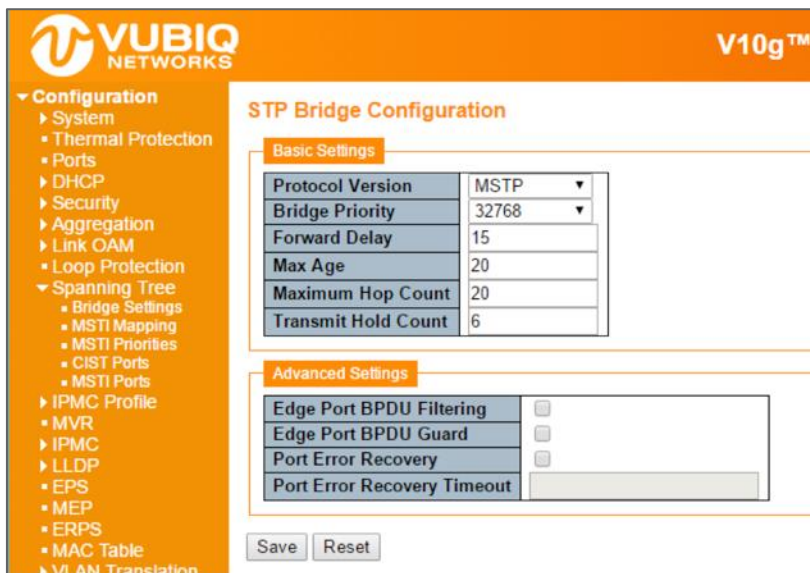 VUBIQ
NETWORKS
V10g™
Configuration
System
Thermal Protection
Ports
DHCP
Security
Aggregation
Link OAM
Loop Protection
Spanning Tree
Bridge Settings
MSTI Mapping
MSTI Priorities
CIST Ports
MSTI Ports
IPMC Profile
MVR
IPMC
LLDP
EPS
MEP
ERPS
MAC Table
VLAN Translation
STP Bridge Configuration
Basic Settings
Protocol Version MSTP
Bridge Priority 32768
Forward Delay 15
Max Age 20
Maximum Hop Count 20
Transmit Hold Count 6
Advanced Settings
Edge Port BPDU Filtering
Edge Port BPDU Guard
Port Error Recovery
Port Error Recovery Timeout
Save Reset